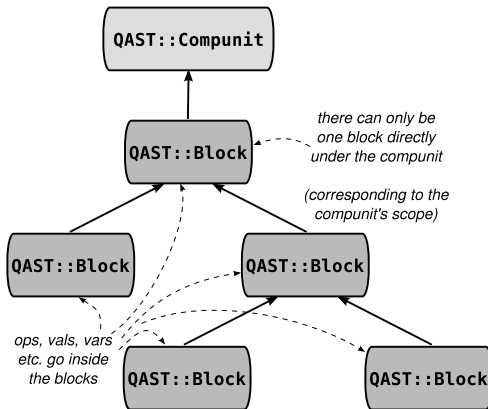 QAST::Compunit
there can only be
one block directly
under the compunit
QAST::Block
(corresponding to the
compunit's scope)
QAST::Block
QAST::Block
ops, vals, vars
etc. go inside
the blocks
QAST::Block
QAST::Block